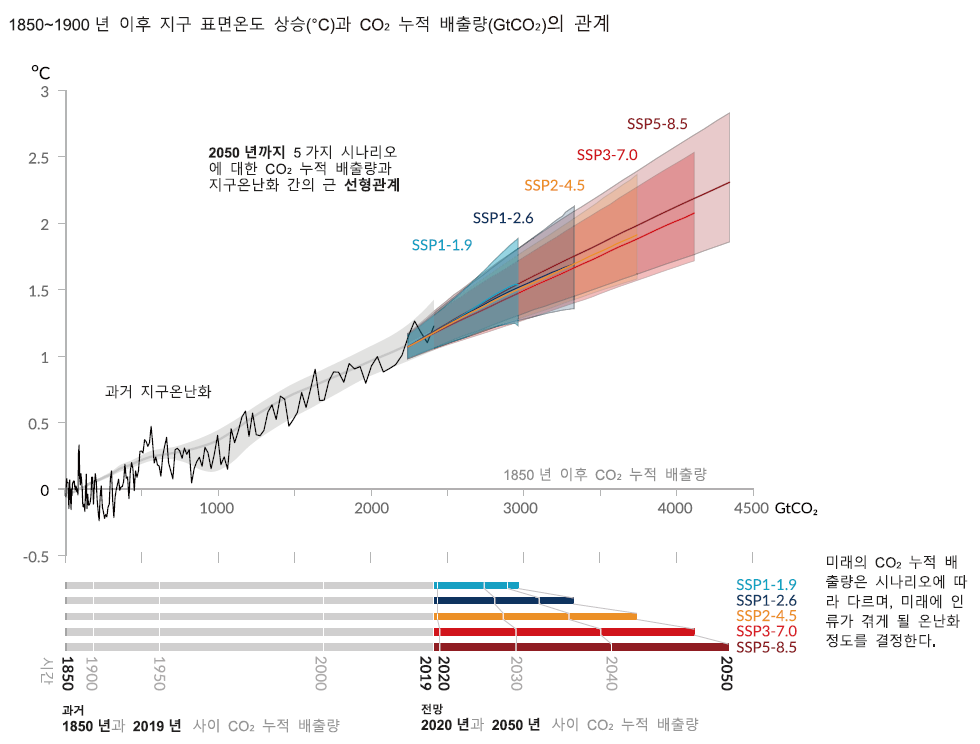 1850~1900 년 이후 지구 표면온도 상승(°C)과 CO₂ 누적 배출량(GtCO₂)의 관계
°C
3
SSP5-8.5
2.5
2050 년까지 5 가지 시나리오
에 대한 CO₂ 누적 배출량과
지구온난화 간의 근 선형관계
SSP3-7.0
SSP2-4.5
2
SSP1-2.6
SSP1-1.9
1.5
1
과거 지구온난화
0.5
1850 년 이후 CO₂ 누적 배출량
0
1000 2000 3000 4000 4500 GtCO₂
-0.5
미래의 CO₂ 누적 배
출량은 시나리오에 따
라 다르며, 미래에 인
류가 겪게 될 온난화
정도를 결정한다.
SSP1-1.9
SSP1-2.6
SSP2-4.5
SSP3-7.0
SSP5-8.5
시간 1850 1900 1950 2000 2019 2020 2030 2040 2050
과거
1850 년과 2019 년 사이 CO₂ 누적 배출량
전망
2020 년과 2050 년 사이 CO₂ 누적 배출량